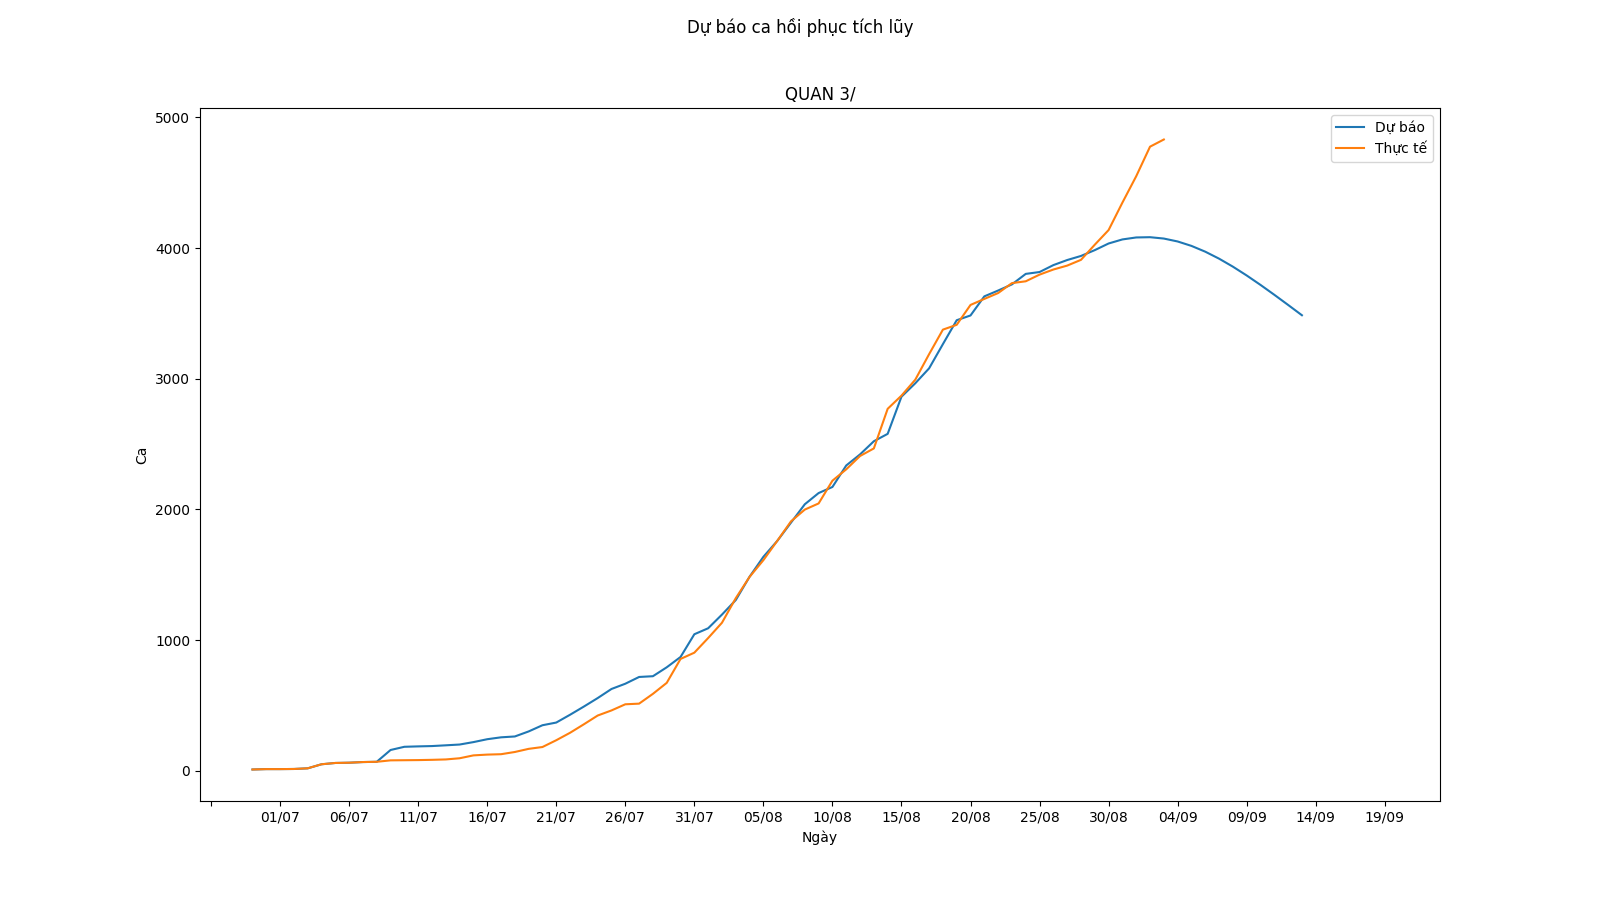 Dự báo ca hồi phục tích lũy
QUAN 3/
Dự báo
Thực tế
5000
4000
3000
2000
1000
0
Ca
01/07 06/07 11/07 16/07 21/07 26/07 31/07 05/08 10/08 15/08 20/08 25/08 30/08 04/09 09/09 14/09 19/09
Ngày